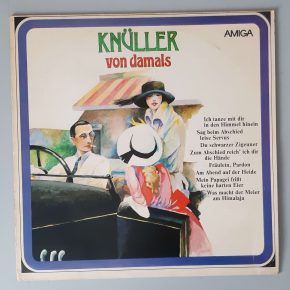 KNÜLLER
von damals
AMIGA
Ich tanze mit dir
in den Himmel hinein
Sag beim Abschied
leise Servus
Du schwarzer Zigeuner
Zum Abschied reich' ich dir
die Hände
Fräulein, Pardon
Am Abend auf der Heide
Mein Papagei frißt
keine harten Eier
Was macht der Meier
am Himalaja